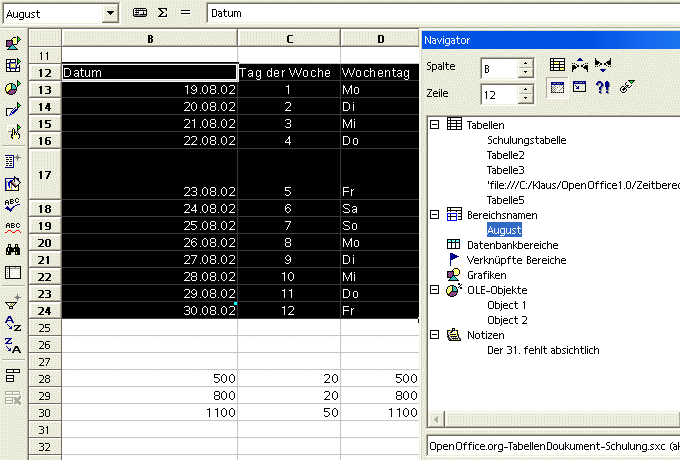 August
Datum
B C D
11
12 Datum Tag der Woche Wochentag
13 19.08.02 1 Mo
14 20.08.02 2 Di
15 21.08.02 3 Mi
16 22.08.02 4 Do
17 23.08.02 5 Fr
18 24.08.02 6 Sa
19 25.08.02 7 So
20 26.08.02 8 Mo
21 27.08.02 9 Di
22 28.08.02 10 Mi
23 29.08.02 11 Do
24 30.08.02 12 Fr
25
26
27
28 500 20 500
29 800 20 800
30 1100 50 1100
31
32
Navigator
Spalte B
Zeile 12
Tabellen
Schulungstabelle
Tabelle2
Tabelle3
'file:///C:/Klaus/OpenOffice1.0/Zeitberec
Tabelle5
Bereichsnamen
August
Datenbankbereiche
Verknüpfte Bereiche
Grafiken
OLE-Objekte
Object 1
Object 2
Notizen
Der 31. fehlt absichtlich
OpenOffice.org-TabellenDoukument-Schulung.sxc (ak